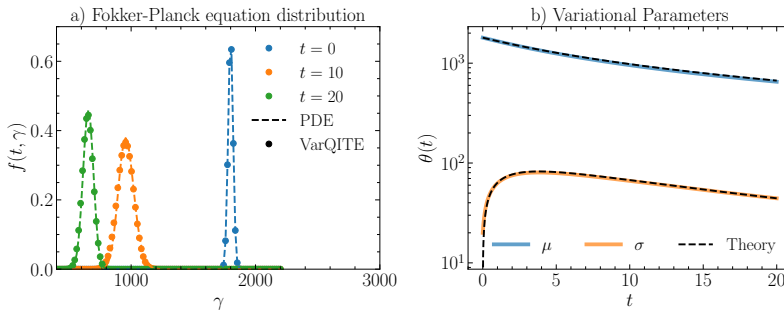 a) Fokker-Planck equation distribution
f(t, γ)
0.6
0.4
0.2
0.0
1000
2000
3000
γ
t = 0
t = 10
t = 20
PDE
VarQITE
b) Variational Parameters
θ(t)
10³
10²
10¹
0
5
10
15
20
t
μ
σ
Theory